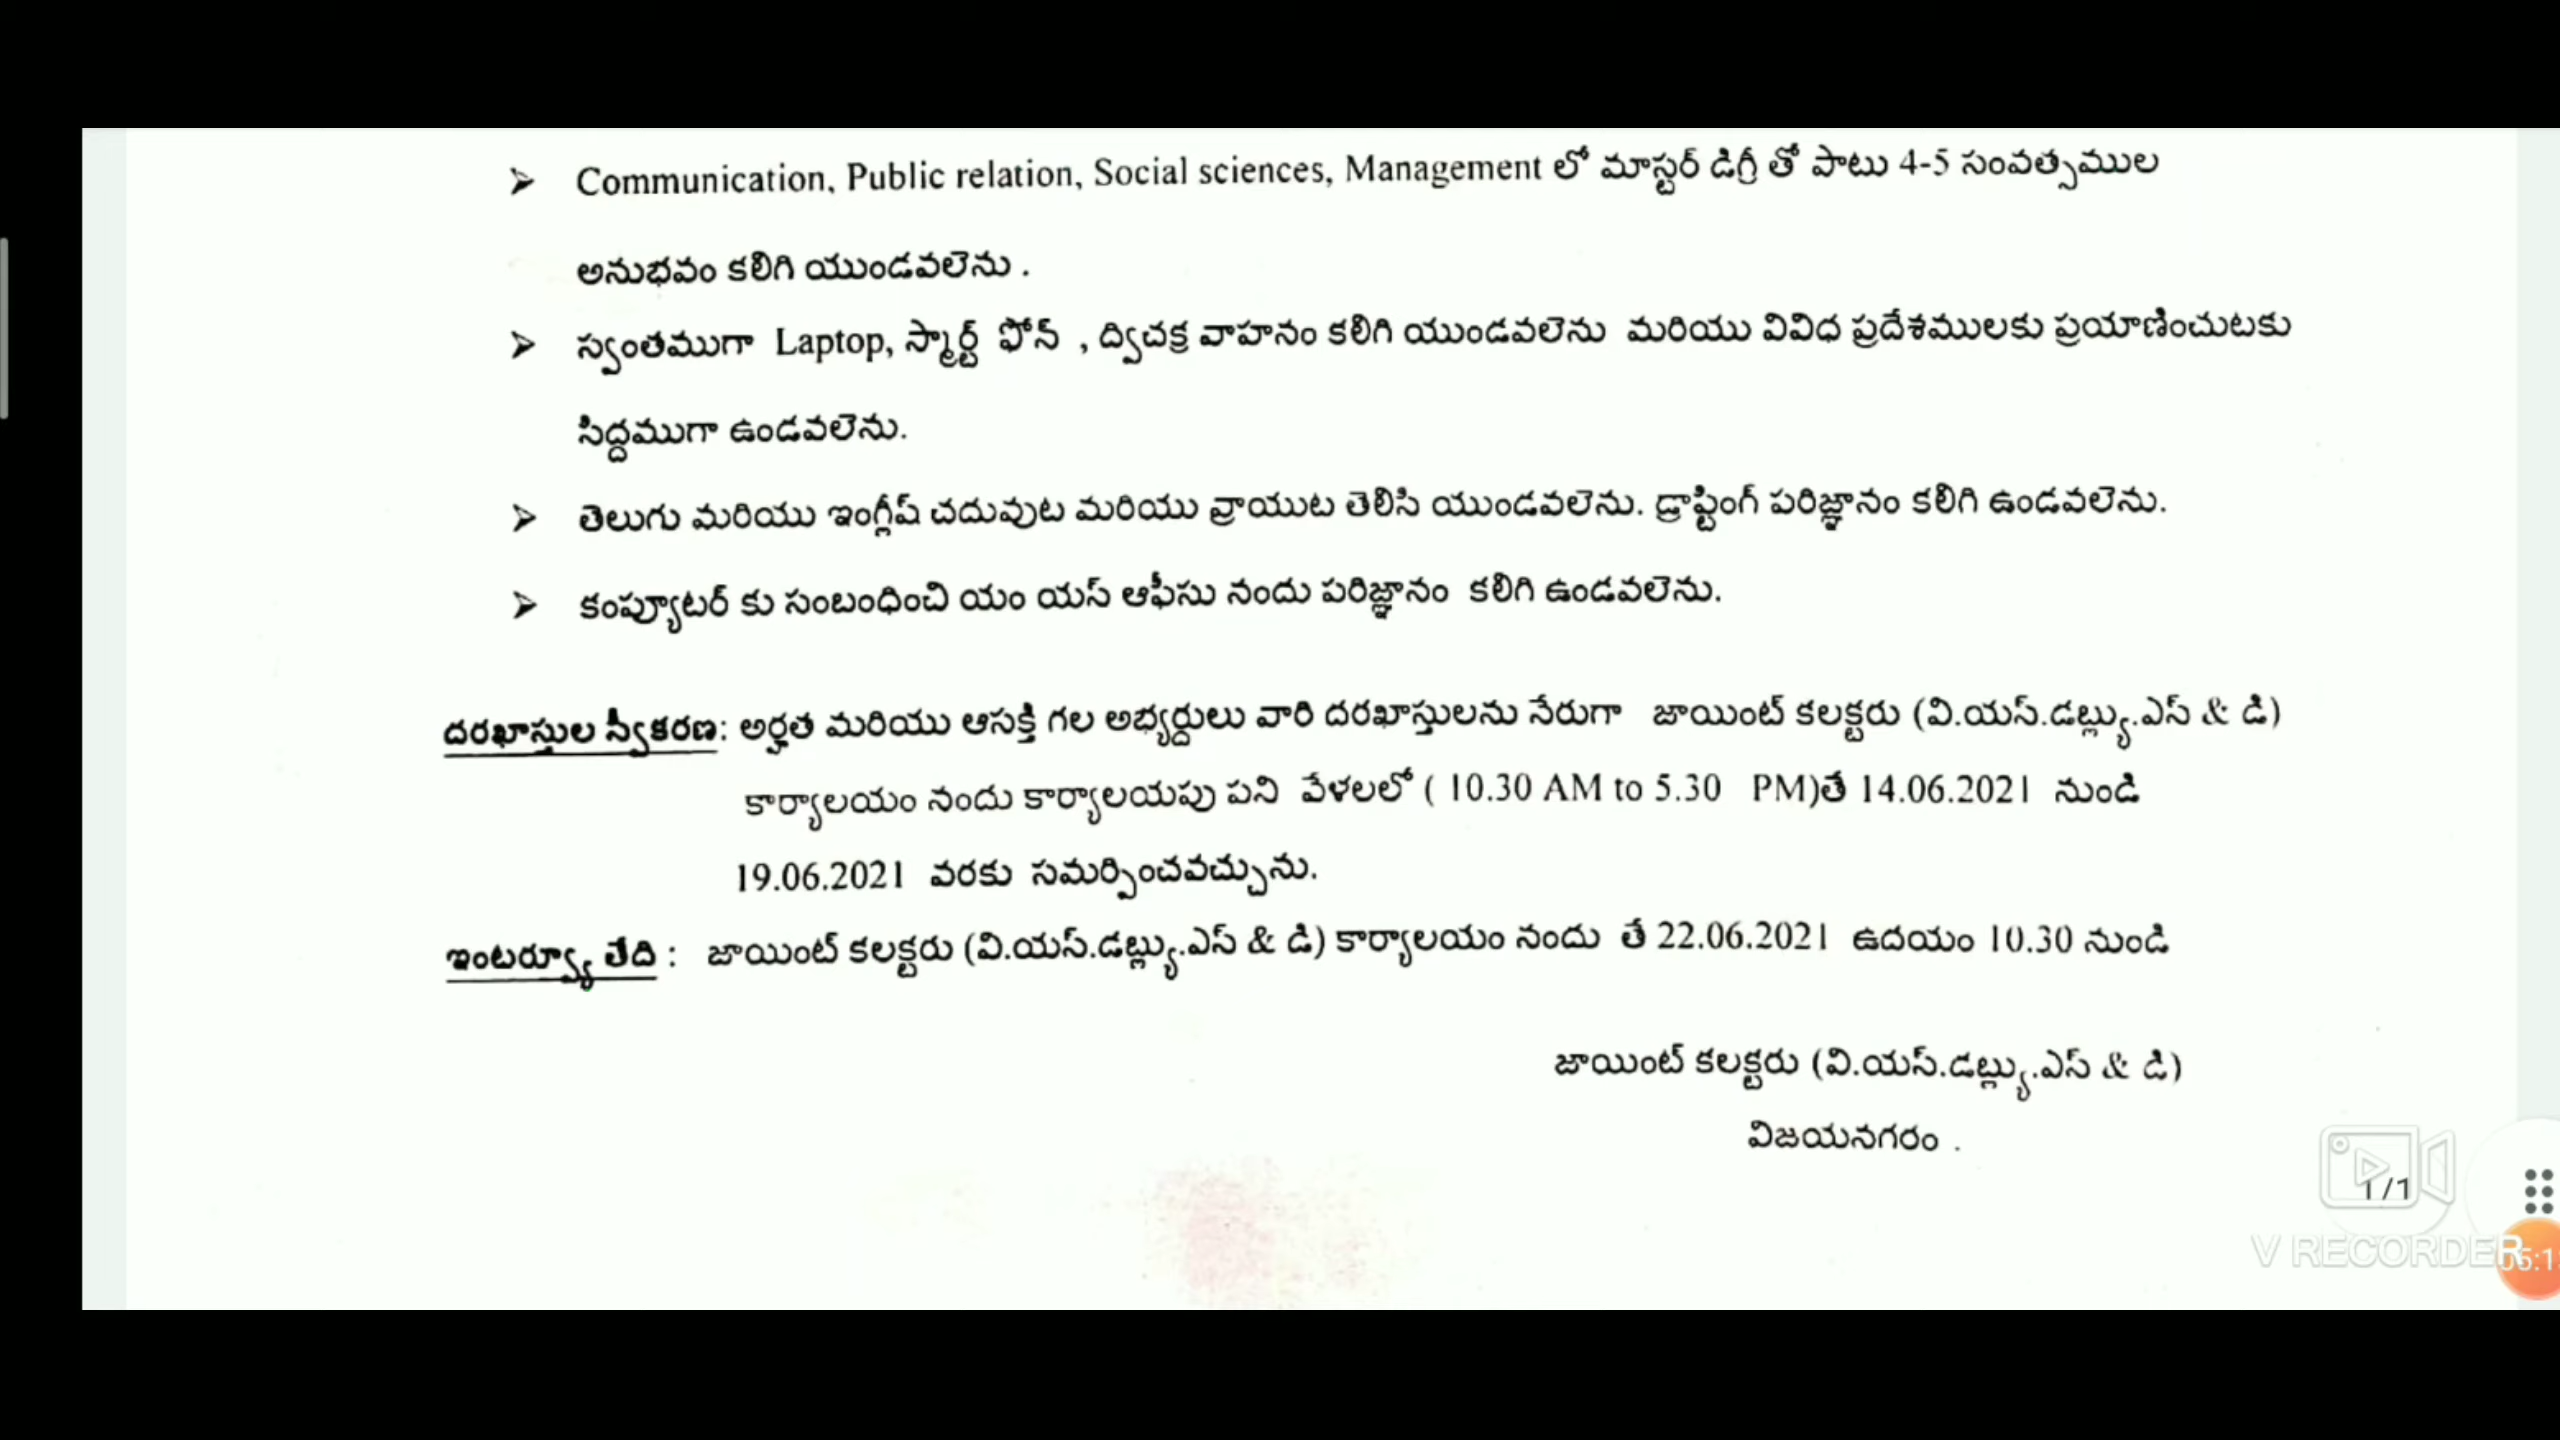 ➤ Communication, Public relation, Social sciences, Management లో మాస్టర్ డిగ్రీ తో పాటు 4-5 సంవత్సముల
అనుభవం కలిగి యుండవలెను .
➤ స్వంతముగా Laptop, స్మార్ట్ ఫోన్ , ద్విచక్ర వాహనం కలిగి యుండవలెను మరియు వివిధ ప్రదేశములకు ప్రయాణించుటకు
సిద్దముగా ఉండవలెను.
➤ తెలుగు మరియు ఇంగ్లీష్ చదువుట మరియు వ్రాయుట తెలిసి యుండవలెను. డ్రాఫ్టింగ్ పరిజ్ఞానం కలిగి ఉండవలెను.
➤ కంప్యూటర్ కు సంబంధించి యం యస్ ఆఫీసు నందు పరిజ్ఞానం కలిగి ఉండవలెను.
దరఖాస్తుల స్వీకరణ: అర్హత మరియు ఆసక్తి గల అభ్యర్దులు వారి దరఖాస్తులను నేరుగా జాయింట్ కలక్టరు (వి.యస్.డబ్ల్యు.ఎస్ & డి)
కార్యాలయం నందు కార్యాలయపు పని వేళలలో ( 10.30 AM to 5.30 PM)తే 14.06.2021 నుండి
19.06.2021 వరకు సమర్పించవచ్చును.
ఇంటర్వ్యూ తేది : జాయింట్ కలక్టరు (వి.యస్.డబ్ల్యు.ఎస్ & డి) కార్యాలయం నందు తే 22.06.2021 ఉదయం 10.30 నుండి
జాయింట్ కలక్టరు (వి.యస్.డబ్ల్యు.ఎస్ & డి)
విజయనగరం .
1/1
V RECORDER